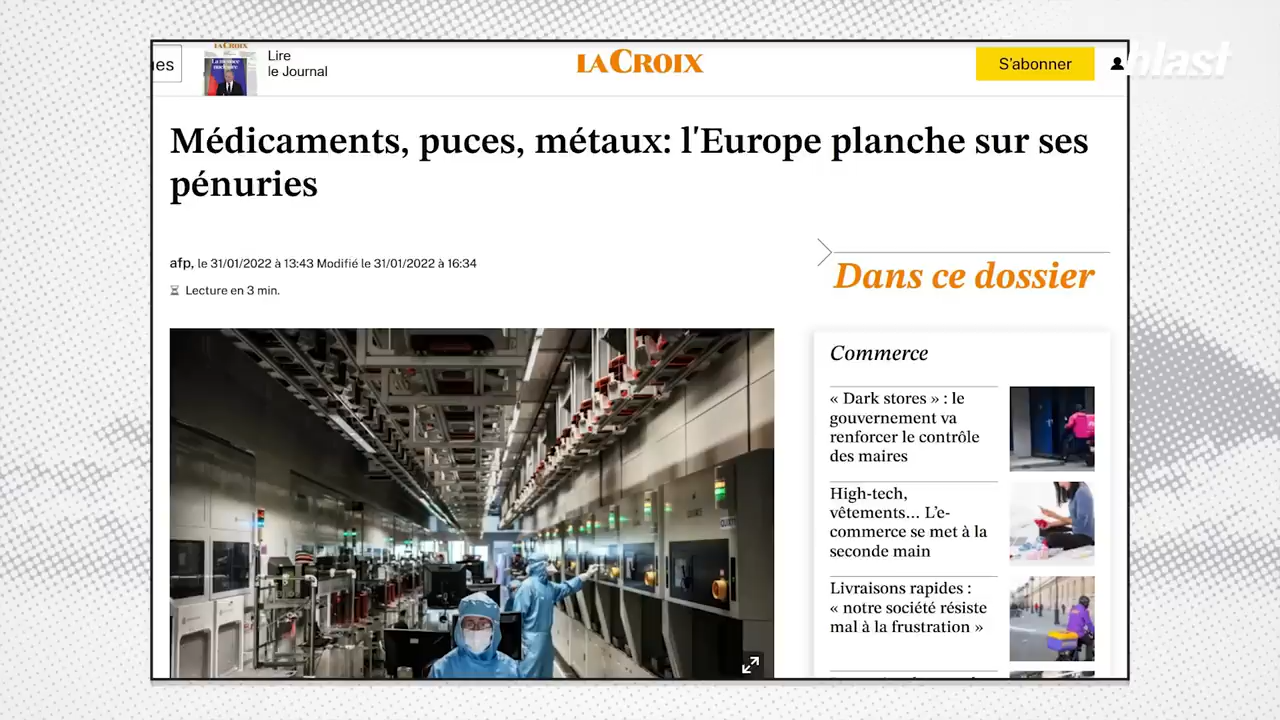 es
LA CROIX
Lire
le Journal
LA CROIX
S'abonner
blast
Médicaments, puces, métaux: l'Europe planche sur ses
pénuries
afp, le 31/01/2022 à 13:43 Modifié le 31/01/2022 à 16:34
Lecture en 3 min.
Dans ce dossier
Commerce
« Dark stores » : le
gouvernement va
renforcer le contrôle
des maires
High-tech,
vêtements... L'e-
commerce se met à la
seconde main
Livraisons rapides :
« notre société résiste
mal à la frustration »